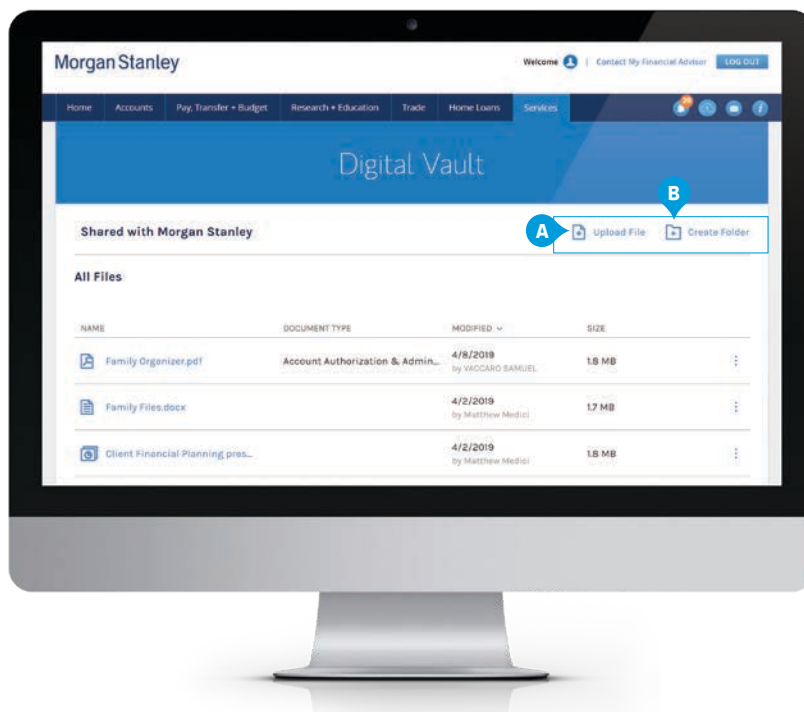 Morgan Stanley
Welcome | Contact My Financial Advisor LOG OUT
Home Accounts Pay, Transfer + Budget Research + Education Trade Home Loans Services
Digital Vault
B
Shared with Morgan Stanley A Upload File Create Folder
All Files
NAME DOCUMENT TYPE MODIFIED SIZE
Family Organizer.pdf Account Authorization & Admin... 4/8/2019 1.8 MB
by VACCARO SAMUEL
Family Files.docx 4/2/2019 1.7 MB
by Matthew Medici
Client Financial Planning pres... 4/2/2019 1.8 MB
by Matthew Medici